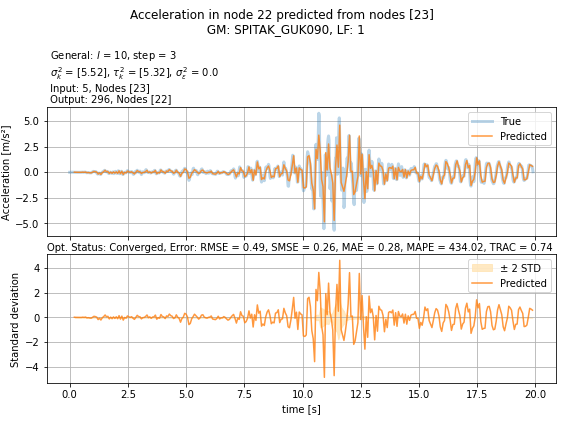 Acceleration in node 22 predicted from nodes [23]
GM: SPITAK_GUK090, LF: 1
General: l = 10, step = 3
σ²ₖ = [5.52], τ²ₖ = [5.32], σ²ε = 0.0
Input: 5, Nodes [23]
Output: 296, Nodes [22]
Acceleration [m/s²]
5.0
2.5
0.0
−2.5
−5.0
True
Predicted
Opt. Status: Converged, Error: RMSE = 0.49, SMSE = 0.26, MAE = 0.28, MAPE = 434.02, TRAC = 0.74
Standard deviation
4
2
0
−2
−4
± 2 STD
Predicted
0.0 2.5 5.0 7.5 10.0 12.5 15.0 17.5 20.0
time [s]